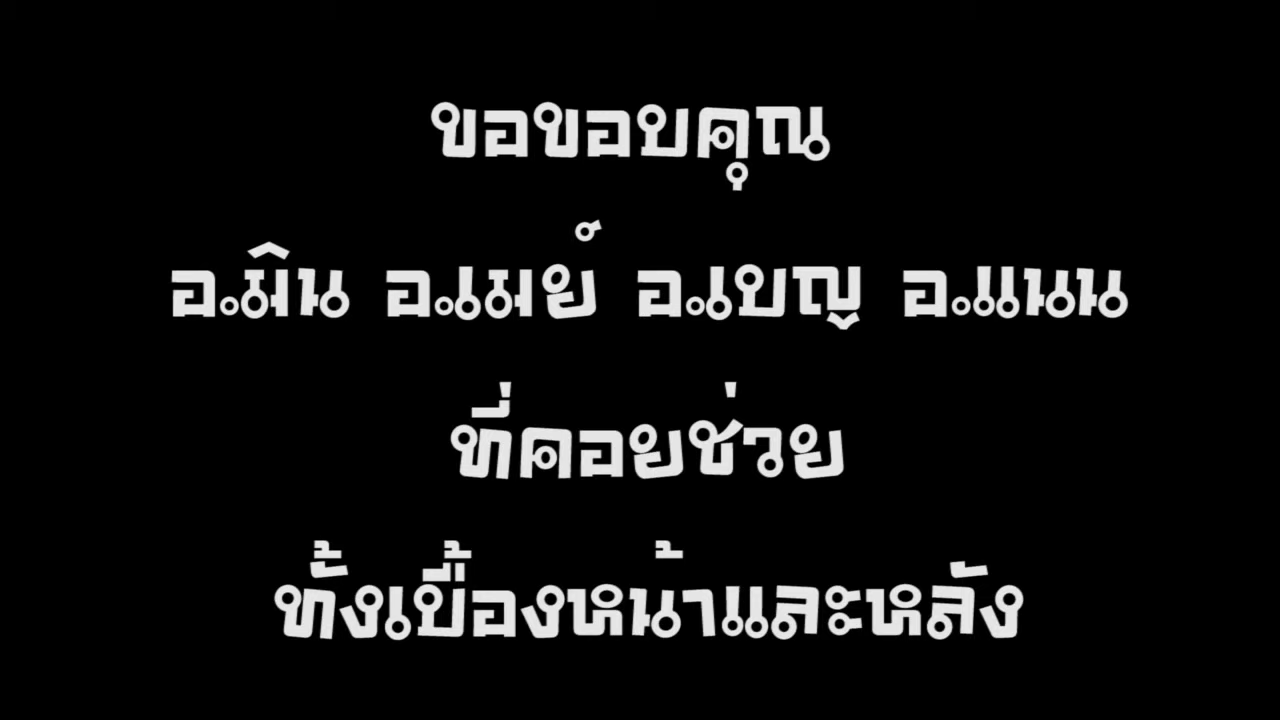 ขอขอบคุณ
อ.มิน อ.เมย์ อ.เบญ อ.แนน
ที่คอยช่วย
ทั้งเบื้องหน้าและหลัง